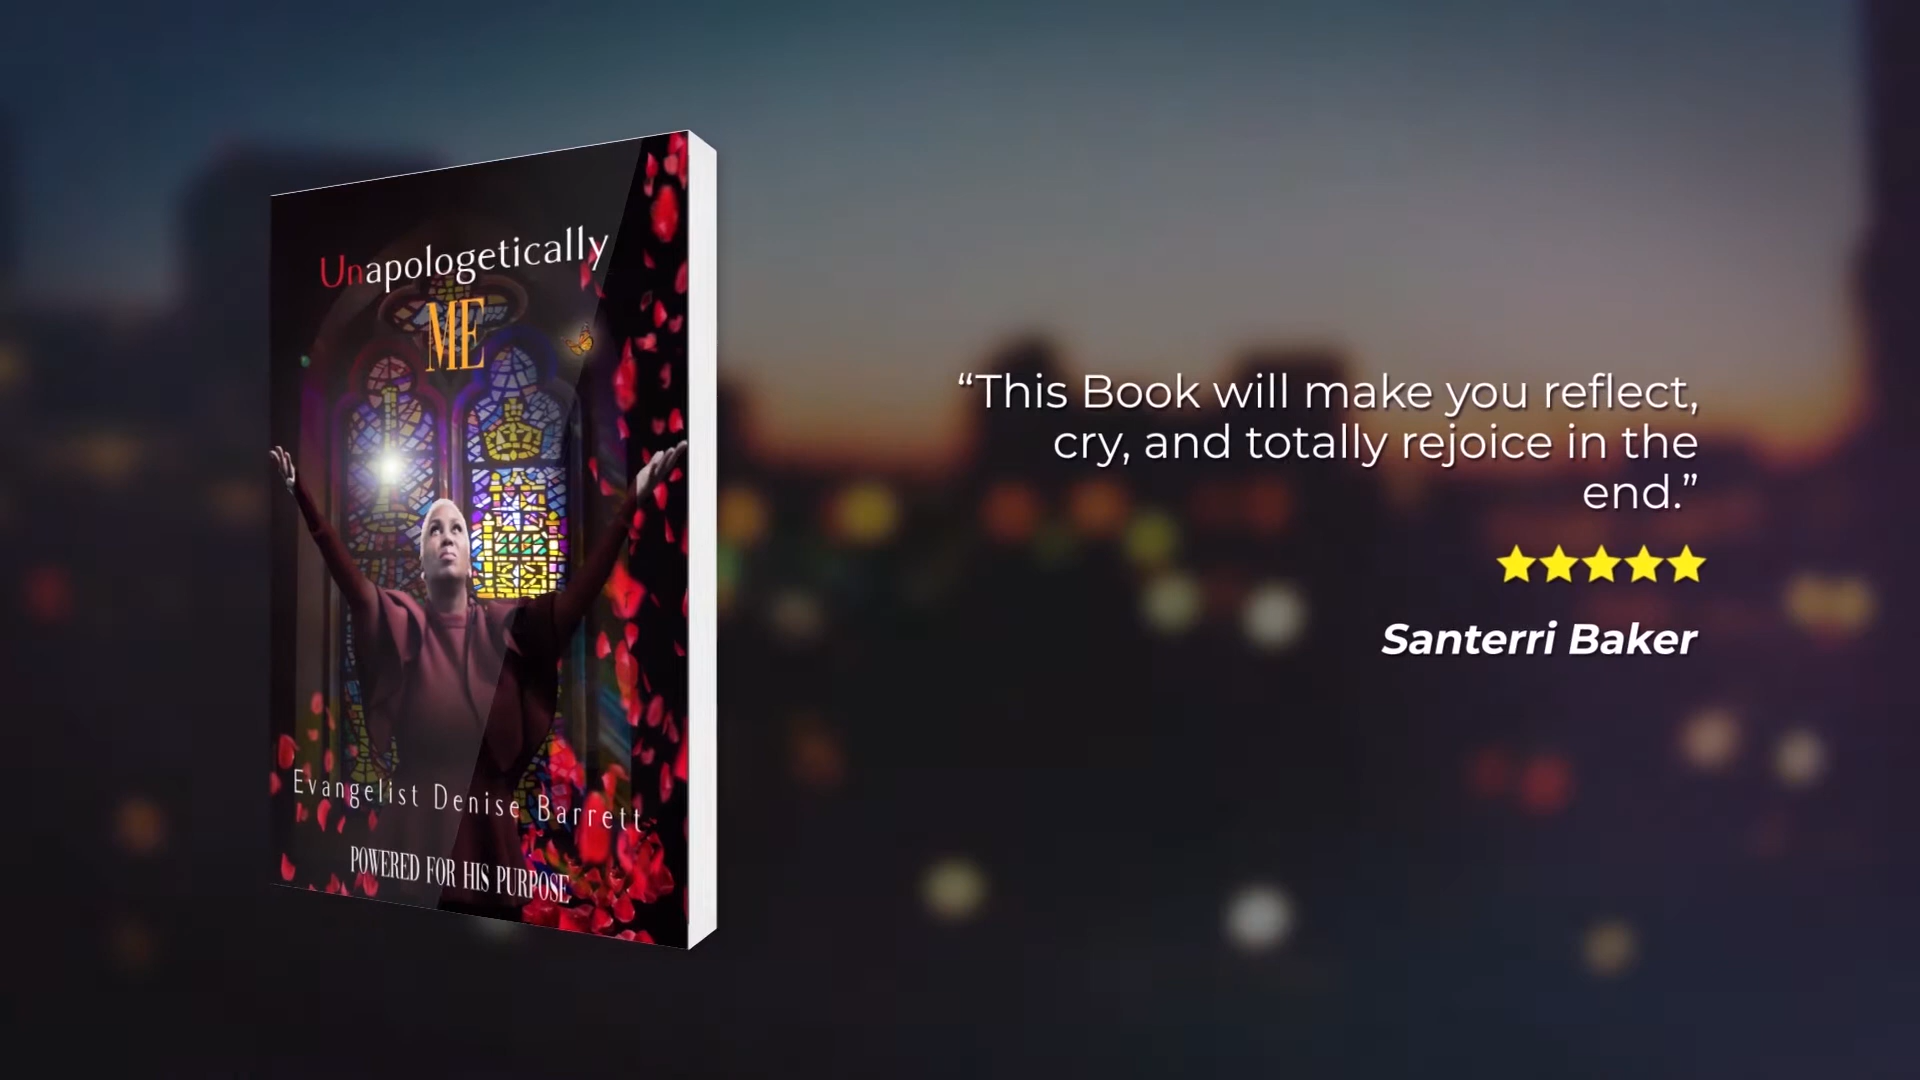 Unapologetically
ME
Evangelist Denise Barrett
POWERED FOR HIS PURPOSE
“This Book will make you reflect,
cry, and totally rejoice in the
end.”
Santerri Baker